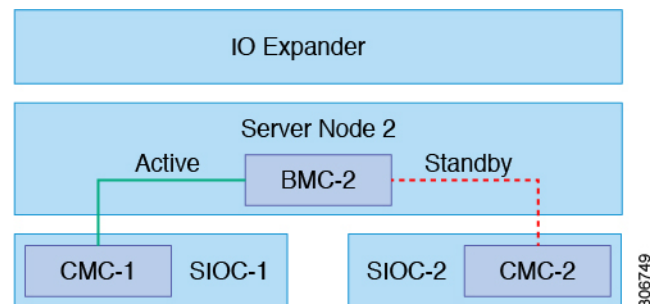 IO Expander
Server Node 2
Active
BMC-2
Standby
CMC-1
SIOC-1
SIOC-2
CMC-2
306749